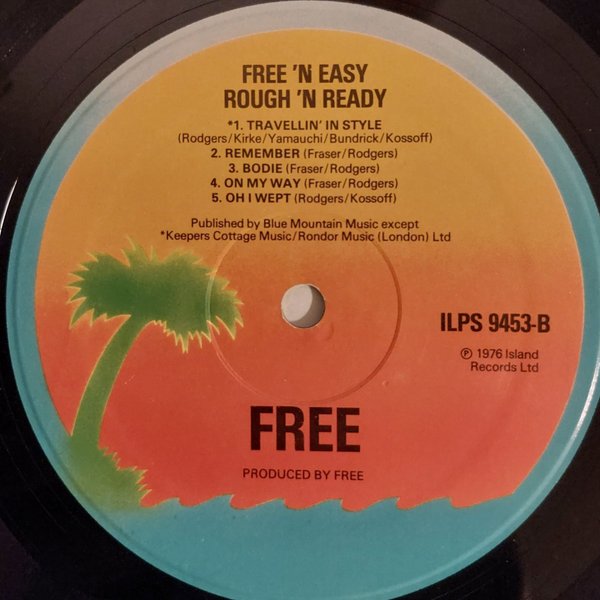 FREE 'N EASY
ROUGH 'N READY
*1. TRAVELLIN' IN STYLE
(Rodgers/Kirke/Yamauchi/Bundrick/Kossoff)
2. REMEMBER (Fraser/Rodgers)
3. BODIE (Fraser/Rodgers)
4. ON MY WAY (Fraser/Rodgers)
5. OH I WEPT (Rodgers/Kossoff)
Published by Blue Mountain Music except
*Keepers Cottage Music/Rondor Music (London) Ltd
ILPS 9453-B
℗ 1976 Island
Records Ltd
FREE
PRODUCED BY FREE